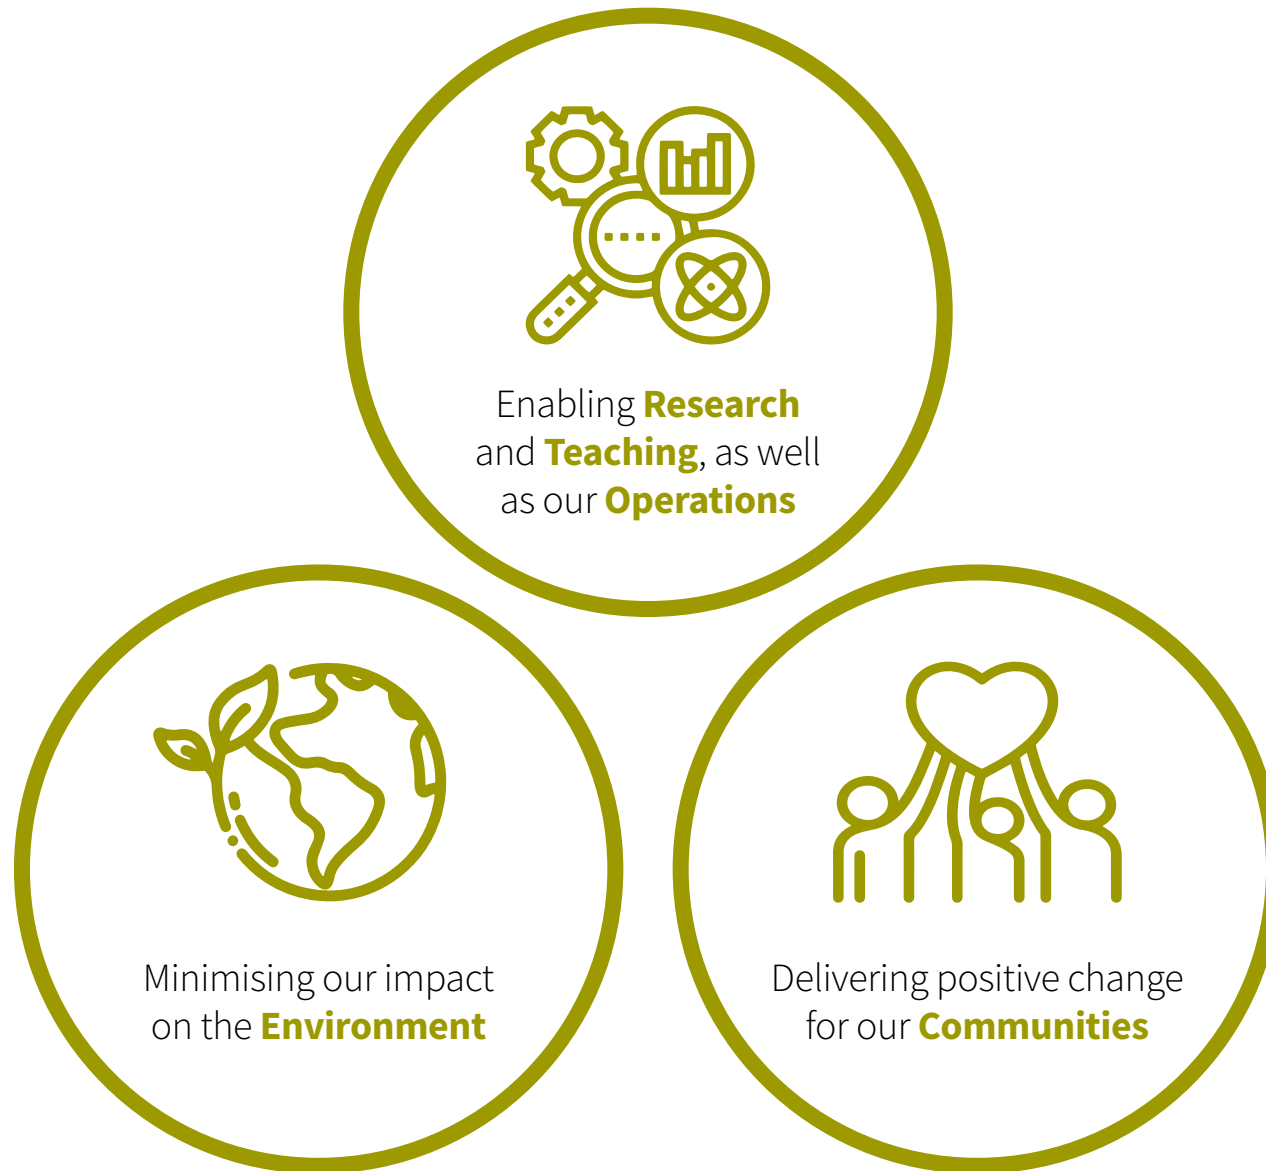 Enabling Research
and Teaching, as well
as our Operations
Minimising our impact
on the Environment
Delivering positive change
for our Communities